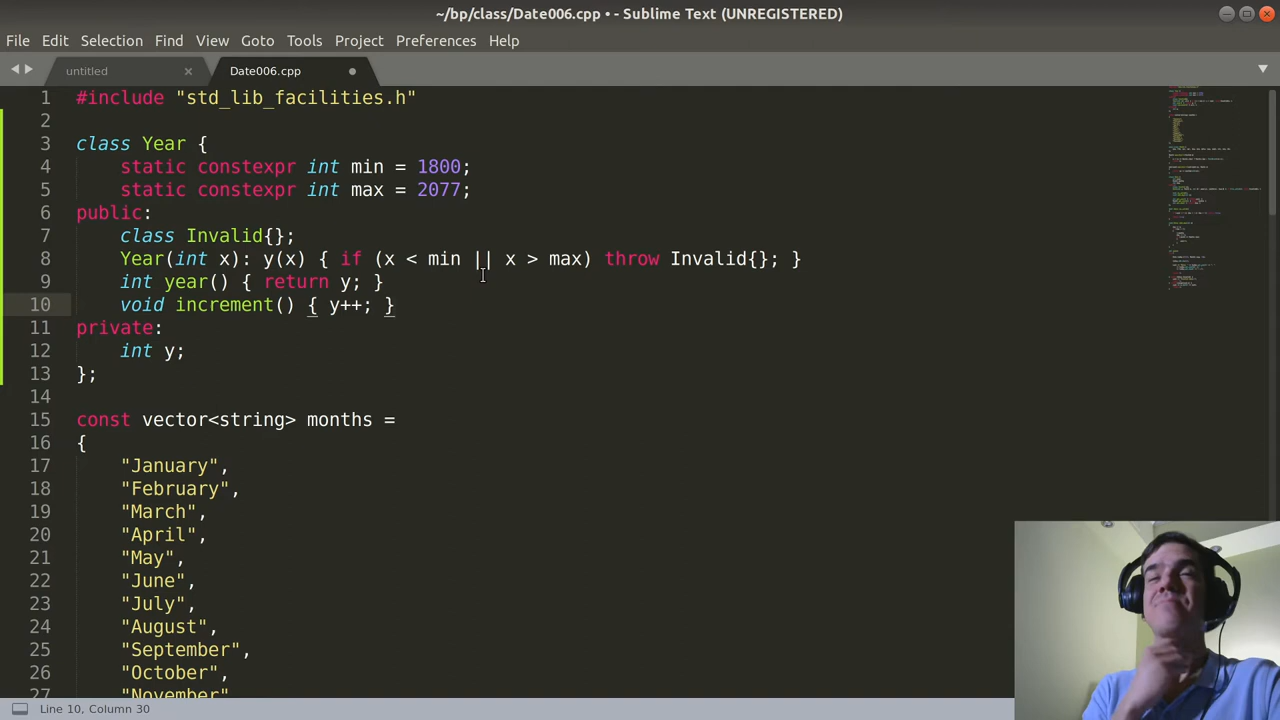 ~/bp/class/Date006.cpp • - Sublime Text (UNREGISTERED)
File Edit Selection Find View Goto Tools Project Preferences Help
untitled Date006.cpp
1 #include "std_lib_facilities.h"
2
3 class Year {
4 static constexpr int min = 1800;
5 static constexpr int max = 2077;
6 public:
7 class Invalid{};
8 Year(int x): y(x) { if (x < min || x > max) throw Invalid{}; }
9 int year() { return y; }
10 void increment() { y++; }
11 private:
12 int y;
13 };
14
15 const vector<string> months =
16 {
17 "January",
18 "February",
19 "March",
20 "April",
21 "May",
22 "June",
23 "July",
24 "August",
25 "September",
26 "October",
27 "November"
Line 10, Column 30